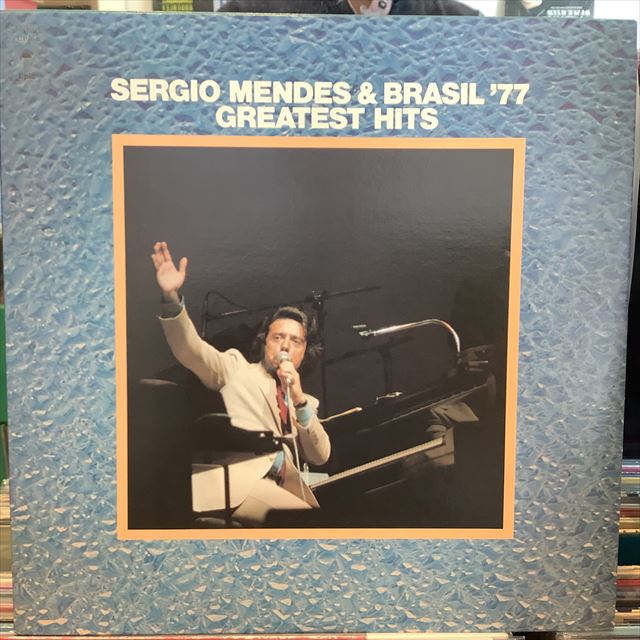 SERGIO MENDES & BRASIL '77
GREATEST HITS